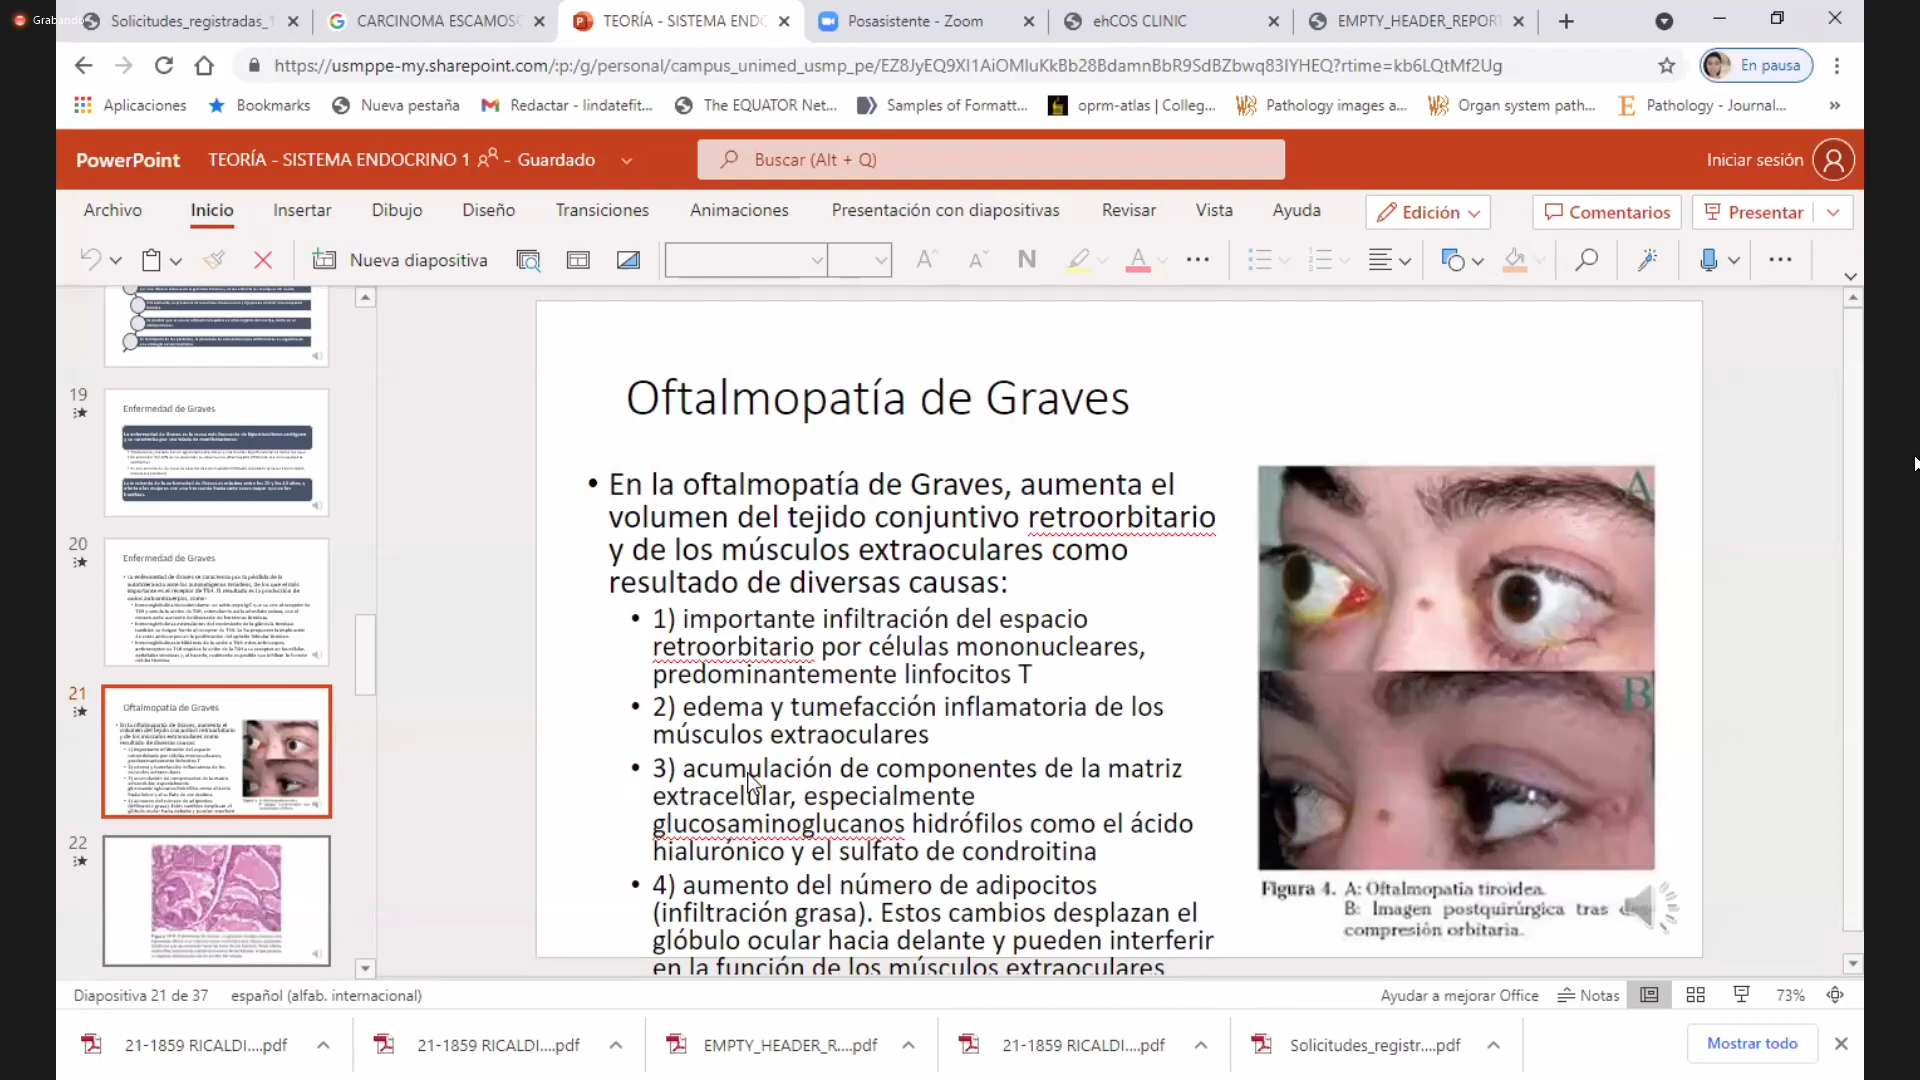 Grabando
Solicitudes_registradas_
CARCINOMA ESCAMOS
TEORÍA - SISTEMA ENDO
Posasistente - Zoom
ehCOS CLINIC
EMPTY_HEADER_REPOR
https://usmppe-my.sharepoint.com/:p:/g/personal/campus_unimed_usmp_pe/EZ8JyEQ9XI1AiOMIuKkBb28BdamnBbR9SdBZbwq83IYHEQ?rtime=kb6LQtMf2Ug
En pausa
Aplicaciones
Bookmarks
Nueva pestaña
Redactar - lindatefit...
The EQUATOR Net...
Samples of Formatt...
oprm-atlas | Colleg...
Pathology images a...
Organ system path...
Pathology - Journal...
PowerPoint
TEORÍA - SISTEMA ENDOCRINO 1 - Guardado
Buscar (Alt + Q)
Iniciar sesión
Archivo
Inicio
Insertar
Dibujo
Diseño
Transiciones
Animaciones
Presentación con diapositivas
Revisar
Vista
Ayuda
Edición
Comentarios
Presentar
Nueva diapositiva
N
19
Enfermedad de Graves
20
Enfermedad de Graves
21
Oftalmopatía de Graves
22
Oftalmopatía de Graves
• En la oftalmopatía de Graves, aumenta el
volumen del tejido conjuntivo retroorbitario
y de los músculos extraoculares como
resultado de diversas causas:
• 1) importante infiltración del espacio
retroorbitario por células mononucleares,
predominantemente linfocitos T
• 2) edema y tumefacción inflamatoria de los
músculos extraoculares
• 3) acumulación de componentes de la matriz
extracelular, especialmente
glucosaminoglucanos hidrófilos como el ácido
hialurónico y el sulfato de condroitina
• 4) aumento del número de adipocitos
(infiltración grasa). Estos cambios desplazan el
glóbulo ocular hacia delante y pueden interferir
en la función de los músculos extraoculares
A
B
Figura 4. A: Oftalmopatía tiroidea.
B: Imagen postquirúrgica tras
compresión orbitaria.
Diapositiva 21 de 37
español (alfab. internacional)
Ayudar a mejorar Office
Notas
73%
21-1859 RICALDI....pdf
21-1859 RICALDI....pdf
EMPTY_HEADER_R....pdf
21-1859 RICALDI....pdf
Solicitudes_registr....pdf
Mostrar todo